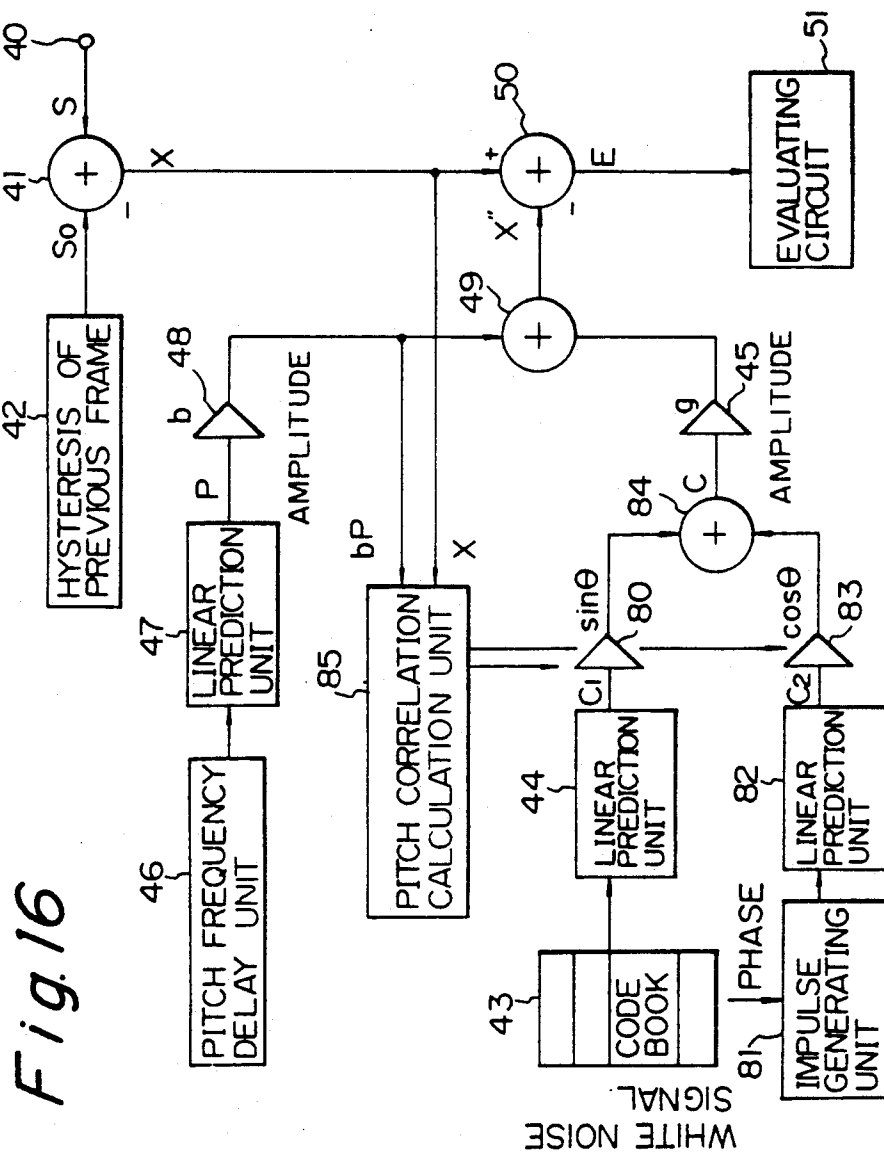 Fig. 16
40
S
41
+
-
X
So
42
HYSTERESIS OF
PREVIOUS FRAME
46
PITCH FREQUENCY
DELAY UNIT
47
LINEAR
PREDICTION
UNIT
P
b
48
AMPLITUDE
bP
X
85
PITCH CORRELATION
CALCULATION UNIT
49
+
X"
50
+
+
-
E
EVALUATING
CIRCUIT
51
WHITE NOISE
SIGNAL
43
CODE
BOOK
44
LINEAR
PREDICTION
UNIT
C1
sinθ
80
84
+
C
g
45
AMPLITUDE
PHASE
81
IMPULSE
GENERATING
UNIT
82
LINEAR
PREDICTION
UNIT
C2
cosθ
83